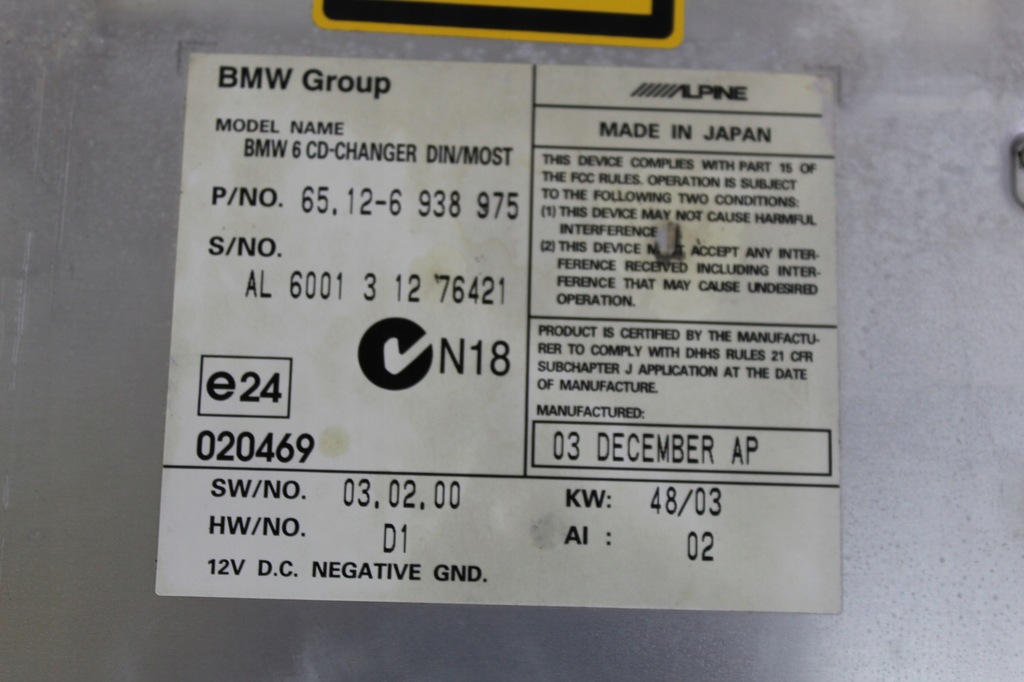 BMW Group
MODEL NAME
BMW 6 CD-CHANGER DIN/MOST
P/NO. 65.12-6 938 975
S/NO.
AL 6001 3 12 76421
N18
e24
020469
ALPINE
MADE IN JAPAN
THIS DEVICE COMPLIES WITH PART 15 OF
THE FCC RULES. OPERATION IS SUBJECT
TO THE FOLLOWING TWO CONDITIONS:
(1) THIS DEVICE MAY NOT CAUSE HARMFUL
INTERFERENCE
(2) THIS DEVICE MUST ACCEPT ANY INTER-
FERENCE RECEIVED INCLUDING INTER-
FERENCE THAT MAY CAUSE UNDESIRED
OPERATION.
PRODUCT IS CERTIFIED BY THE MANUFACTU-
RER TO COMPLY WITH DHHS RULES 21 CFR
SUBCHAPTER J APPLICATION AT THE DATE
OF MANUFACTURE.
MANUFACTURED:
03 DECEMBER AP
SW/NO. 03.02.00 KW: 48/03
HW/NO. D1 AI : 02
12V D.C. NEGATIVE GND.